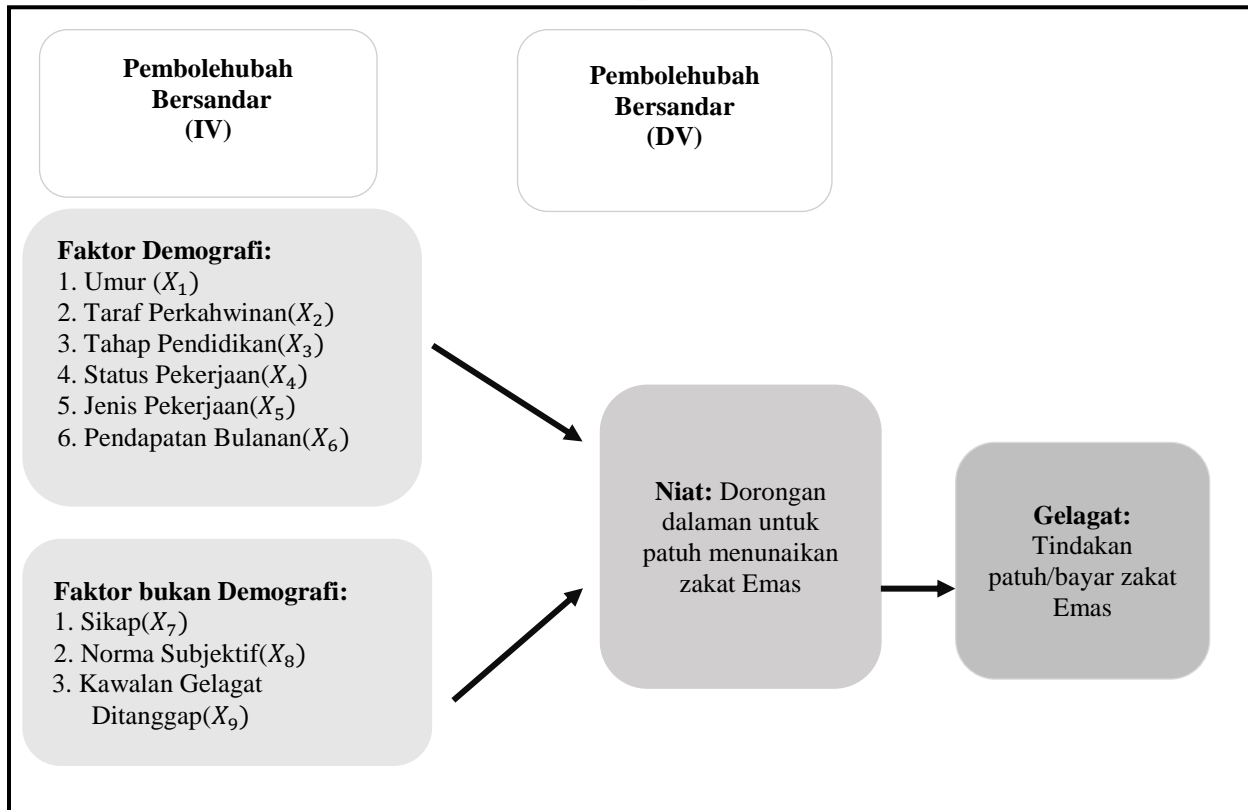 Pembolehubah
Bersandar
(IV)
Pembolehubah
Bersandar
(DV)
Faktor Demografi:
1. Umur (𝑋₁)
2. Taraf Perkahwinan(𝑋₂)
3. Tahap Pendidikan(𝑋₃)
4. Status Pekerjaan(𝑋₄)
5. Jenis Pekerjaan(𝑋₅)
6. Pendapatan Bulanan(𝑋₆)
Faktor bukan Demografi:
1. Sikap(𝑋₇)
2. Norma Subjektif(𝑋₈)
3. Kawalan Gelagat
Ditanggap(𝑋₉)
Niat: Dorongan
dalaman untuk
patuh menunaikan
zakat Emas
Gelagat:
Tindakan
patuh/bayar zakat
Emas